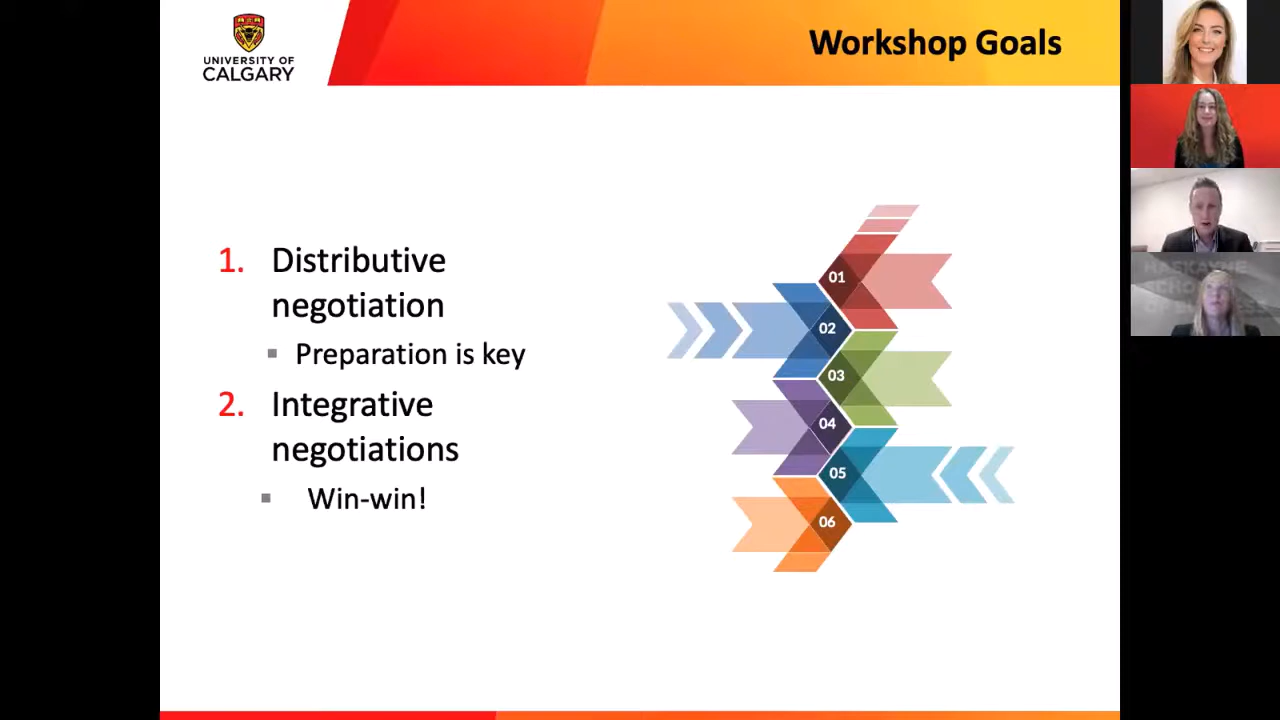 UNIVERSITY OF
CALGARY
Workshop Goals
1. Distributive
negotiation
▪ Preparation is key
2. Integrative
negotiations
▪ Win-win!
01
02
03
04
05
06
HASKAYNE